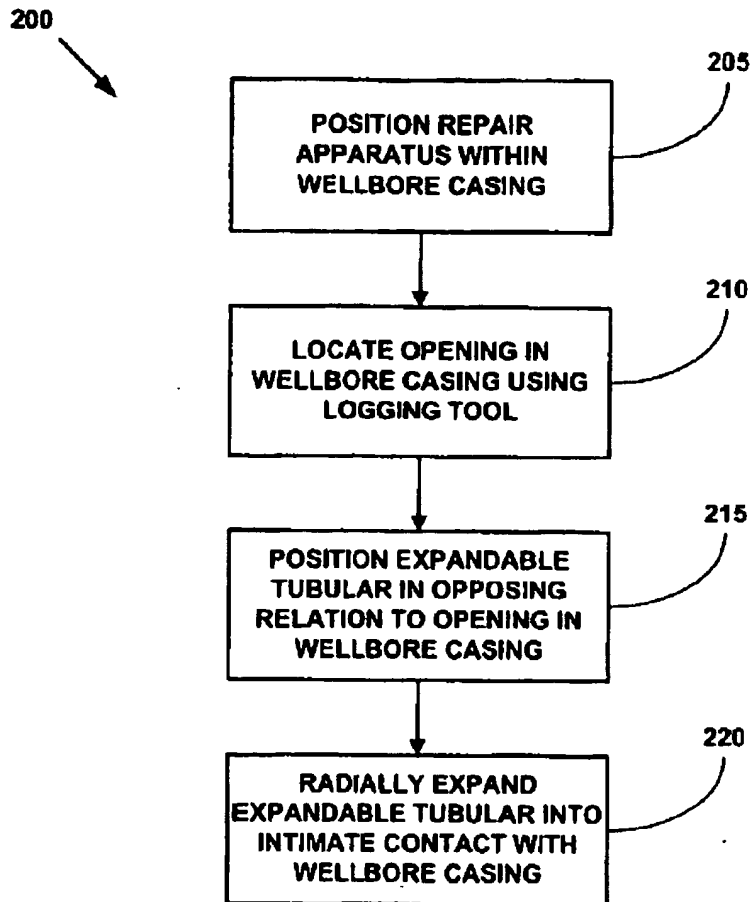 200
205
POSITION REPAIR
APPARATUS WITHIN
WELLBORE CASING
210
LOCATE OPENING IN
WELLBORE CASING USING
LOGGING TOOL
215
POSITION EXPANDABLE
TUBULAR IN OPPOSING
RELATION TO OPENING IN
WELLBORE CASING
220
RADIALLY EXPAND
EXPANDABLE TUBULAR INTO
INTIMATE CONTACT WITH
WELLBORE CASING